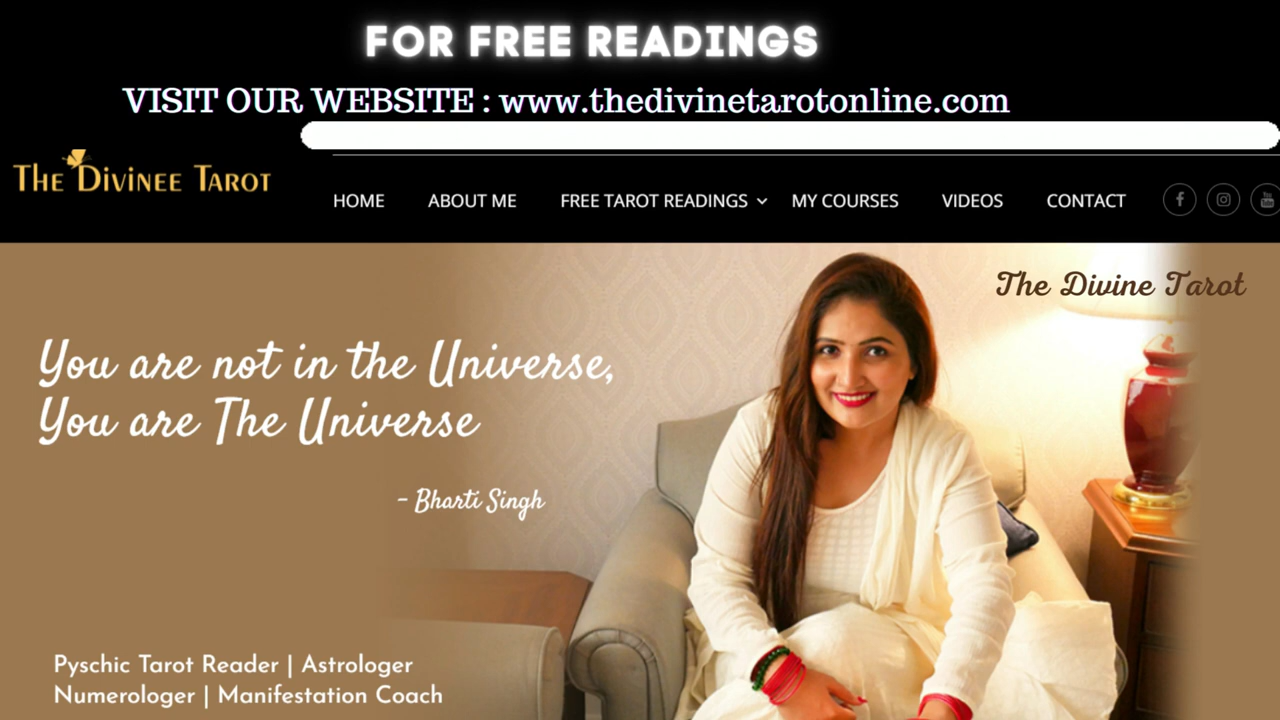 FOR FREE READINGS
VISIT OUR WEBSITE : www.thedivinetarotonline.com
THE DIVINEE TAROT
HOME ABOUT ME FREE TAROT READINGS MY COURSES VIDEOS CONTACT
The Divine Tarot
You are not in the Universe,
You are The Universe
- Bharti Singh
Pyschic Tarot Reader | Astrologer
Numerologer | Manifestation Coach